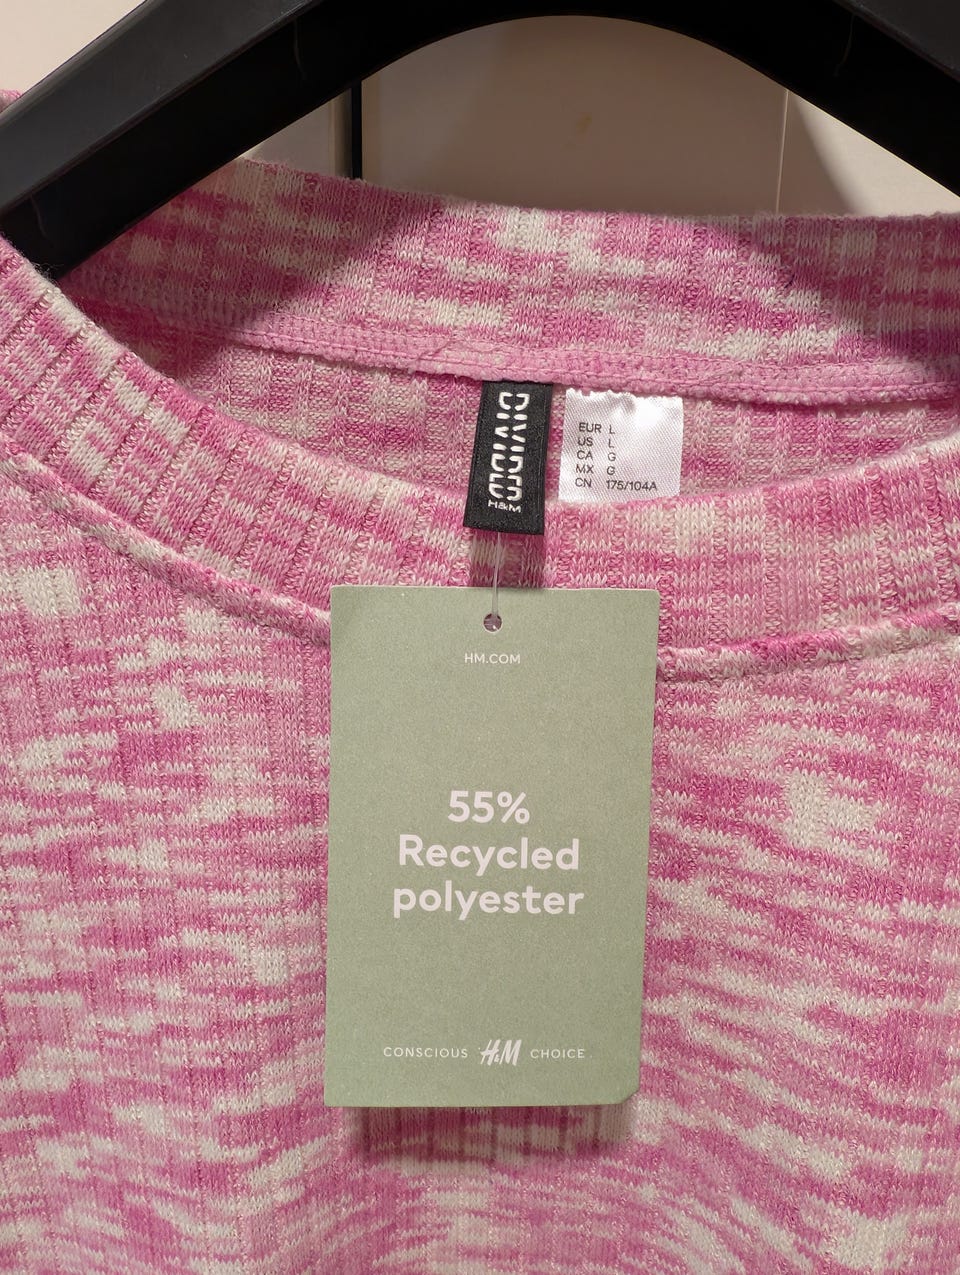 DIVIDED
H&M
EUR L
US L
CA G
MX G
CN 175/104A
HM.COM
55%
Recycled
polyester
CONSCIOUS H&M CHOICE